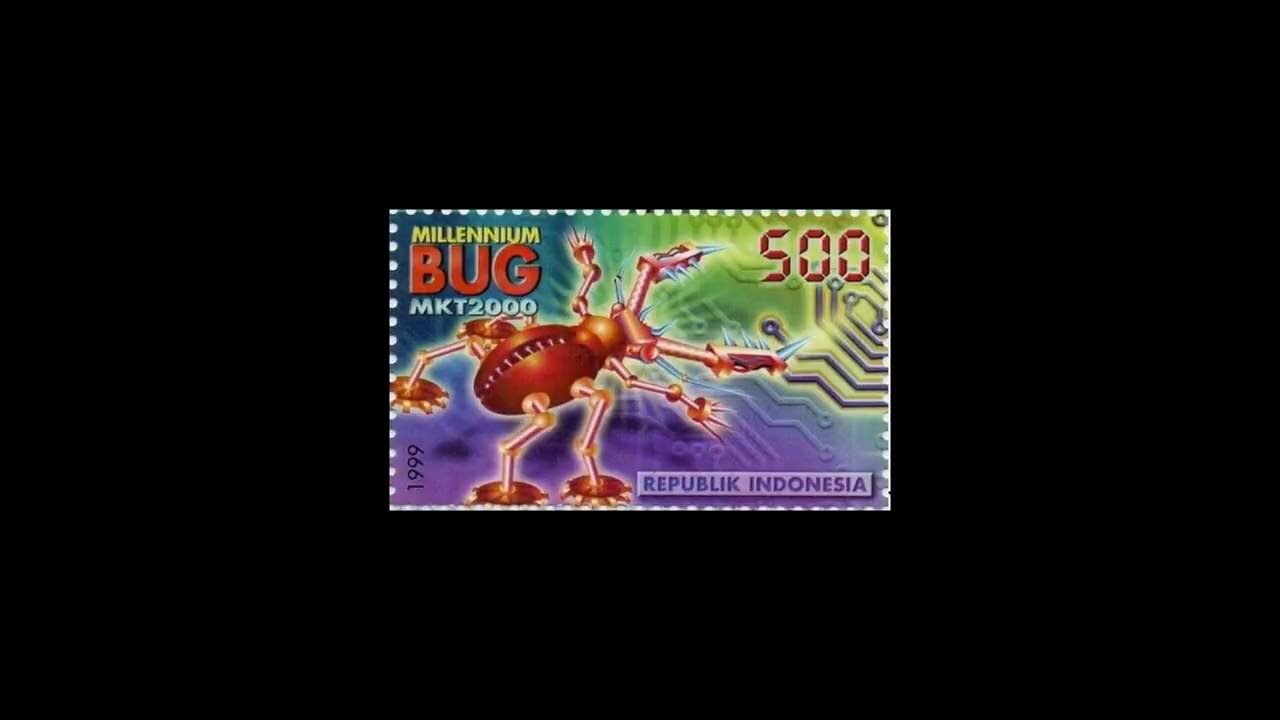 MILLENNIUM
BUG
MKT2000
500
1999
REPUBLIK INDONESIA